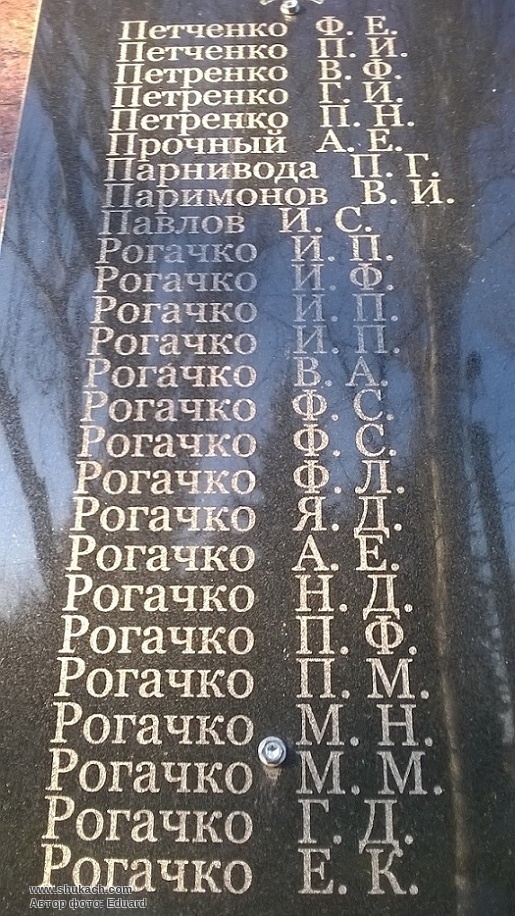 Петченко Ф. Е.
Петченко П. И.
Петренко В. Ф.
Петренко Г. И.
Петренко П. Н.
Прочный А. Е.
Парнивода П. Г.
Паримонов В. И.
Павлов И. С.
Рогачко И. П.
Рогачко И. Ф.
Рогачко И. П.
Рогачко И. П.
Рогачко В. А.
Рогачко Ф. С.
Рогачко Ф. С.
Рогачко Ф. Л.
Рогачко Я. Д.
Рогачко А. Е.
Рогачко Н. Д.
Рогачко П. Ф.
Рогачко П. М.
Рогачко М. Н.
Рогачко М. М.
Рогачко Г. Д.
Рогачко Е. К.
www.shukach.com
Автор фото: Eduard